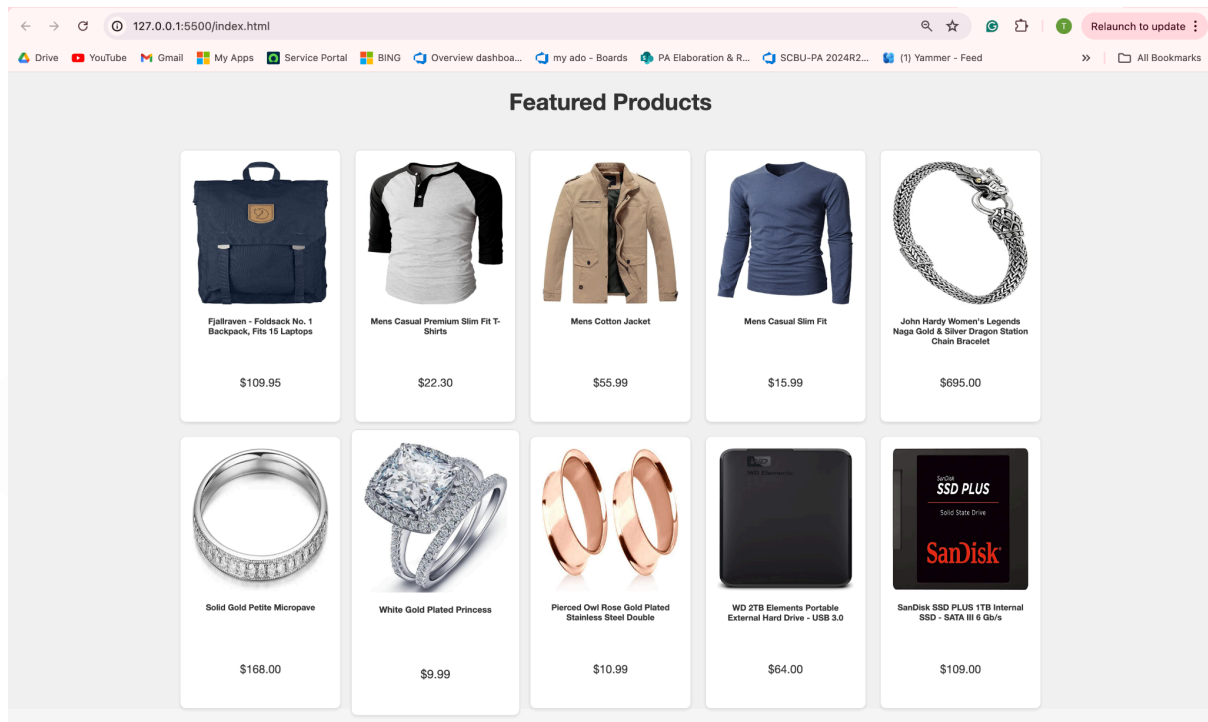 127.0.0.1:5500/index.html
Relaunch to update
T
Drive
YouTube
Gmail
My Apps
Service Portal
BING
Overview dashboa...
my ado - Boards
PA Elaboration & R...
SCBU-PA 2024R2...
(1) Yammer - Feed
»
All Bookmarks
Featured Products
Fjallraven - Foldsack No. 1
Backpack, Fits 15 Laptops
$109.95
Mens Casual Premium Slim Fit T-
Shirts
$22.30
Mens Cotton Jacket
$55.99
Mens Casual Slim Fit
$15.99
John Hardy Women's Legends
Naga Gold & Silver Dragon Station
Chain Bracelet
$695.00
Solid Gold Petite Micropave
$168.00
White Gold Plated Princess
$9.99
Pierced Owl Rose Gold Plated
Stainless Steel Double
$10.99
WD Elements
WD 2TB Elements Portable
External Hard Drive - USB 3.0
$64.00
SanDisk
SSD PLUS
Solid State Drive
SanDisk
SanDisk SSD PLUS 1TB Internal
SSD - SATA III 6 Gb/s
$109.00